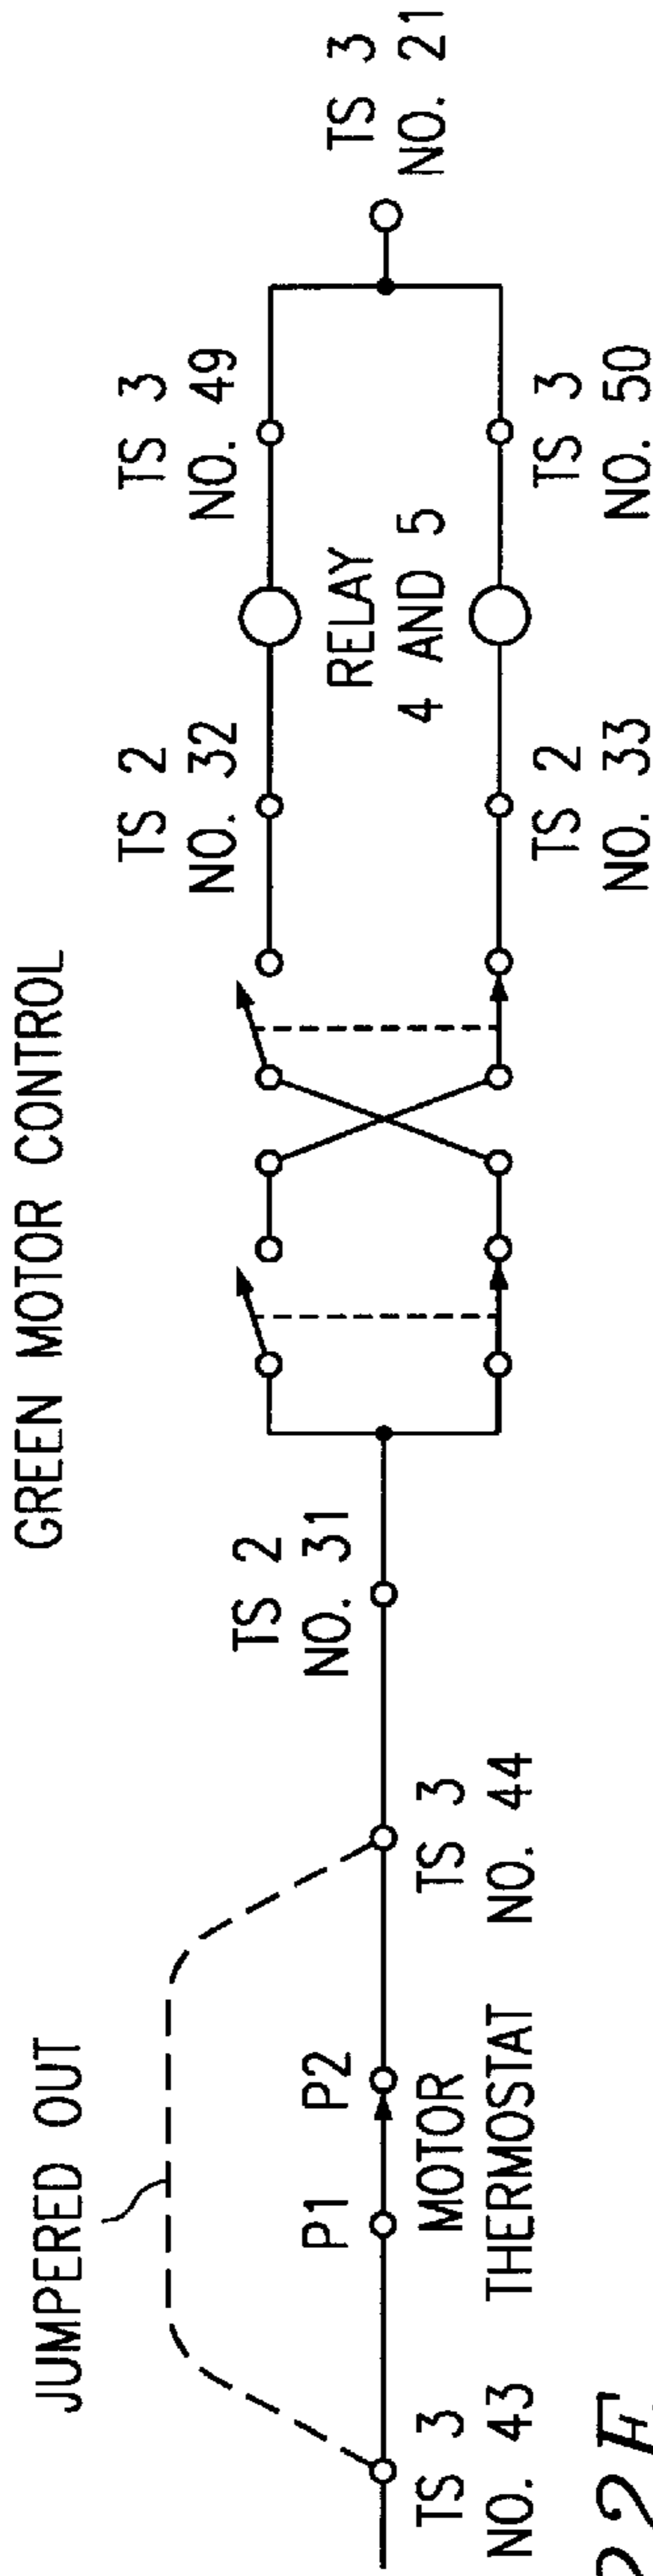 GREEN MOTOR CONTROL
JUMPERED OUT
TS 3
NO. 43
P1
P2
MOTOR
THERMOSTAT
TS 3
NO. 44
TS 2
NO. 31
TS 2
NO. 32
TS 2
NO. 33
RELAY
4 AND 5
TS 3
NO. 49
TS 3
NO. 50
TS 3
NO. 21